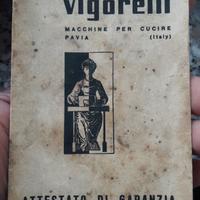 vigorelli
MACCHINE PER CUCIRE
PAVIA (Italy)
ATTESTATO DI GARANZIA